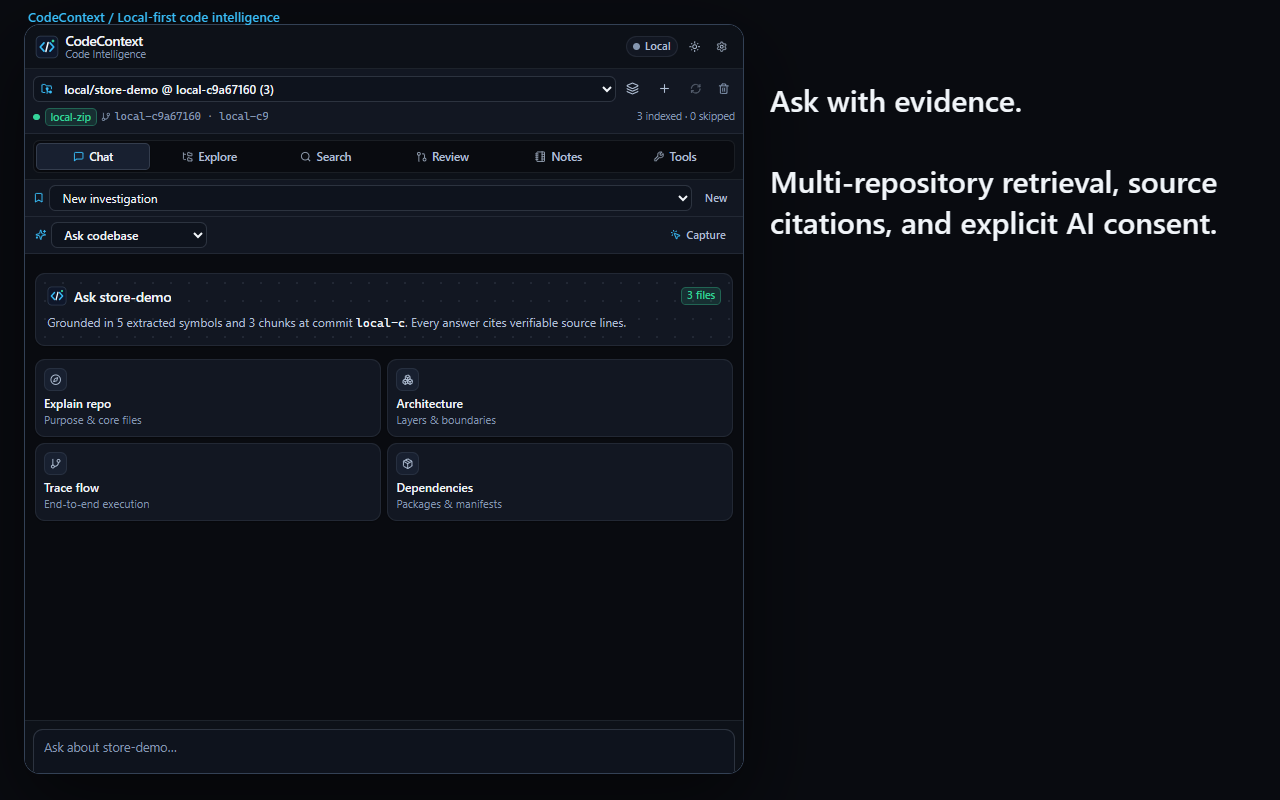 CodeContext / Local-first code intelligence
CodeContext
Code Intelligence
Local
local/store-demo @ local-c9a67160 (3)
local-zip local-c9a67160 · local-c9
3 indexed · 0 skipped
Chat
Explore
Search
Review
Notes
Tools
New investigation
New
Ask codebase
Capture
Ask store-demo
3 files
Grounded in 5 extracted symbols and 3 chunks at commit local-c. Every answer cites verifiable source lines.
Explain repo
Purpose & core files
Architecture
Layers & boundaries
Trace flow
End-to-end execution
Dependencies
Packages & manifests
Ask about store-demo...
Ask with evidence.
Multi-repository retrieval, source
citations, and explicit AI consent.